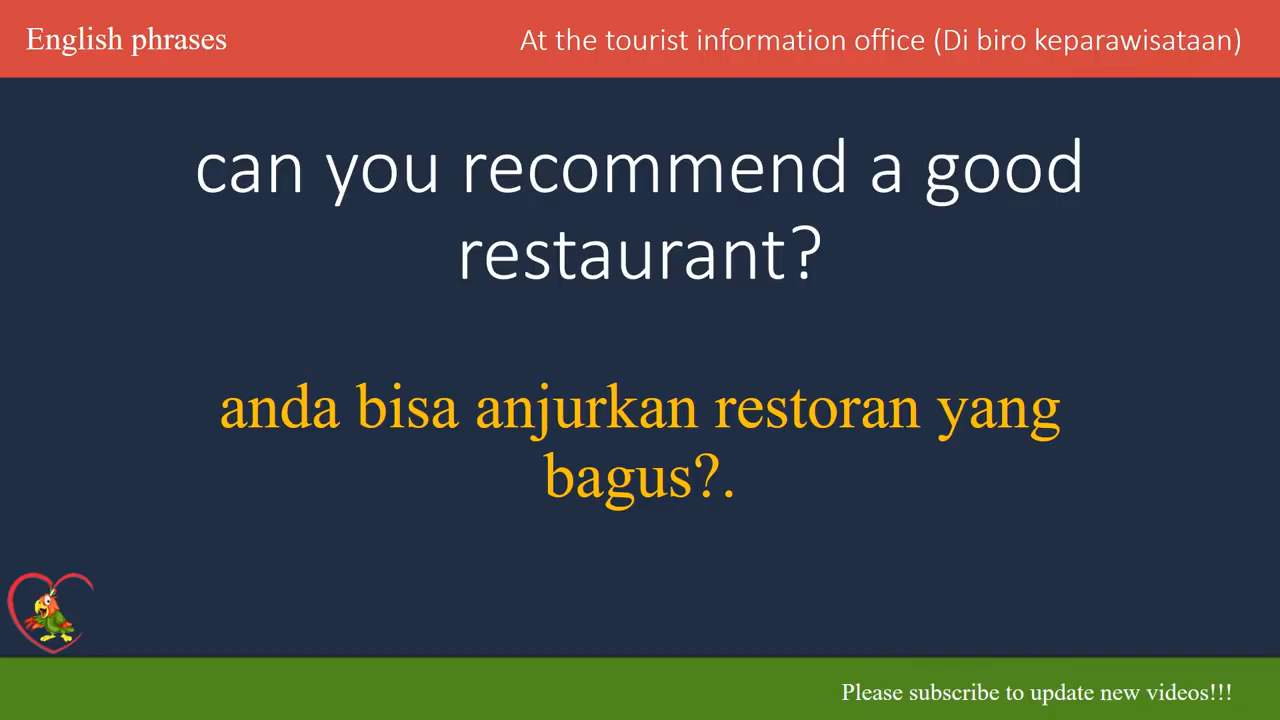 English phrases
At the tourist information office (Di biro keparawisataan)
can you recommend a good
restaurant?
anda bisa anjurkan restoran yang
bagus?.
Please subscribe to update new videos!!!